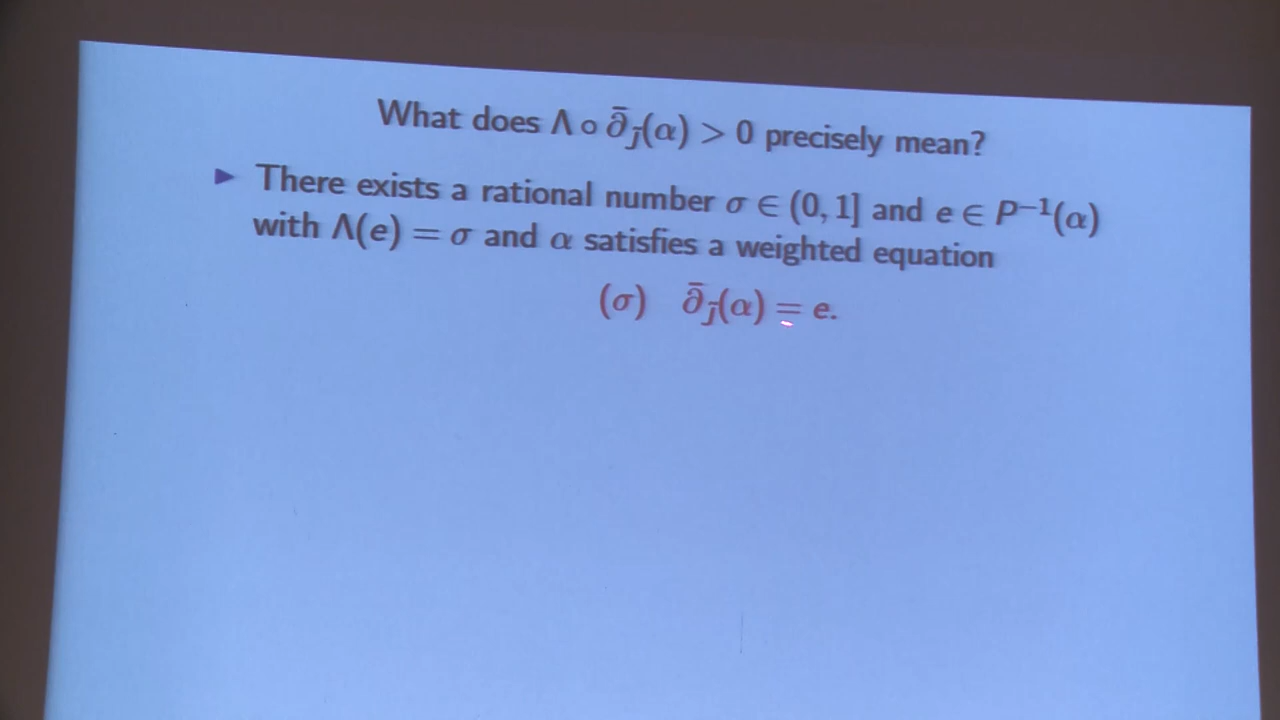 What does Λ ∘ ∂̄_J̃(α) > 0 precisely mean?
▶ There exists a rational number σ ∈ (0, 1] and e ∈ P⁻¹(α)
with Λ(e) = σ and α satisfies a weighted equation
(σ) ∂̄_J̃(α) = e.